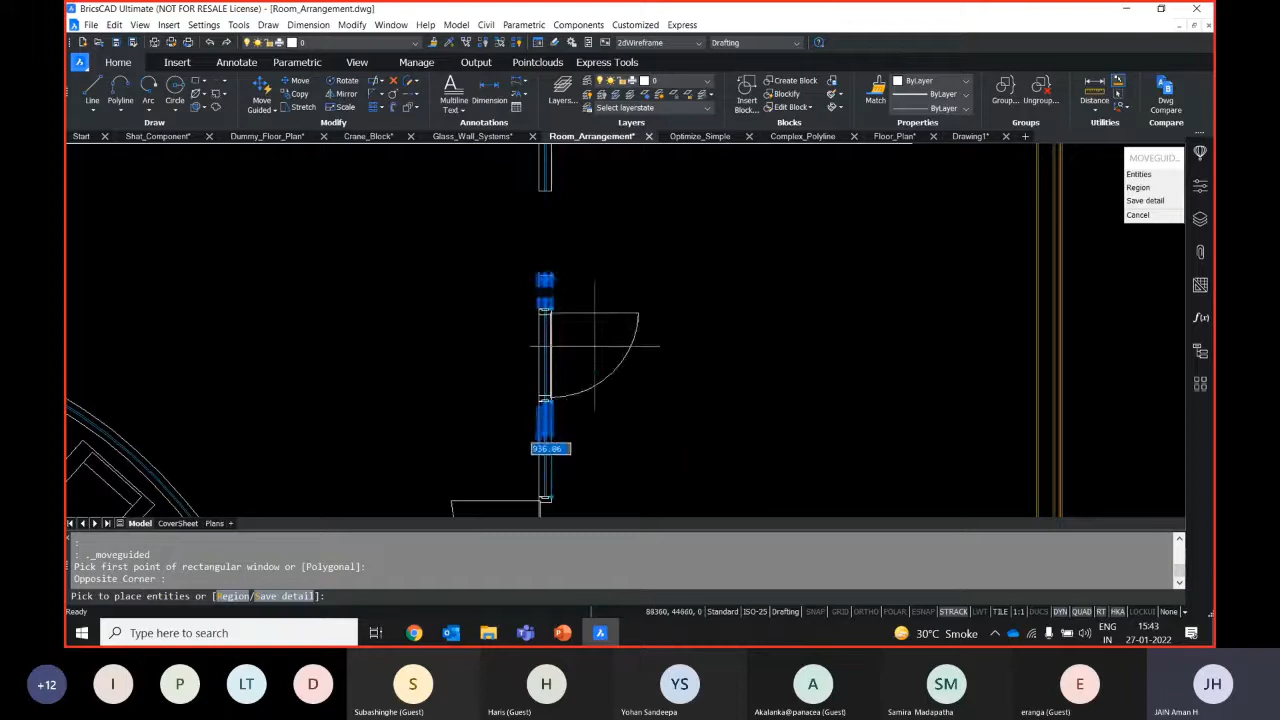 BricsCAD Ultimate (NOT FOR RESALE License) - [Room_Arrangement.dwg]
File Edit View Insert Settings Tools Draw Dimension Modify Window Help Model Civil Parametric Components Customized Express
0 2dWireframe Drafting
Home Insert Annotate Parametric View Manage Output Pointclouds Express Tools
Line Polyline Arc Circle Move Guided Move Copy Stretch Rotate Mirror Scale Multiline Text Dimension Layers... 0 Select layerstate Insert Block... Create Block Blockify Edit Block Match ByLayer ByLayer ByLayer Group... Ungroup... Distance Dwg Compare
Draw Modify Annotations Layers Blocks Properties Groups Utilities Compare
Start Dummy_Floor_Plan* Crane_Block* Glass_Wall_Systems* Room_Arrangement* Optimize_Simple Complex_Polyline Floor_Plan* Drawing1*
MOVEGUID...
Entities
Region
Save detail
Cancel
936.06
Model CoverSheet Plans
:
: ._moveguided
Pick first point of rectangular window or [Polygonal]:
Opposite Corner :
Pick to place entities or [Region/Save detail]:
Ready 88360, 44660, 0 Standard ISO-25 Drafting SNAP GRID ORTHO POLAR ESNAP STRACK LWT TILE 1:1 DUCS DYN QUAD RT HKA LOCKUI None
Type here to search 30°C Smoke ENG IN 15:43 27-01-2022
+12 I P LT D S H YS A SM E JH
Subashinghe (Guest) Haris (Guest) Yohan Sandeepa Akalanka@panacea (Guest) Samira Madapatha eranga (Guest) JAIN Aman H